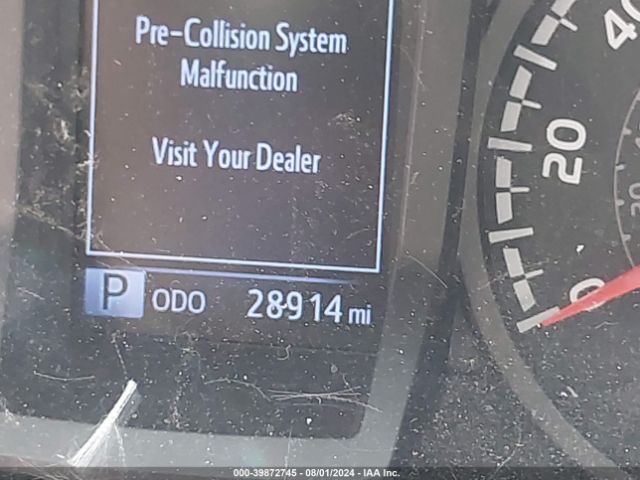 Pre-Collision System
Malfunction
Visit Your Dealer
P ODO 28914 mi
40
20
0
20
000-39872745 - 08/01/2024 - IAA Inc.